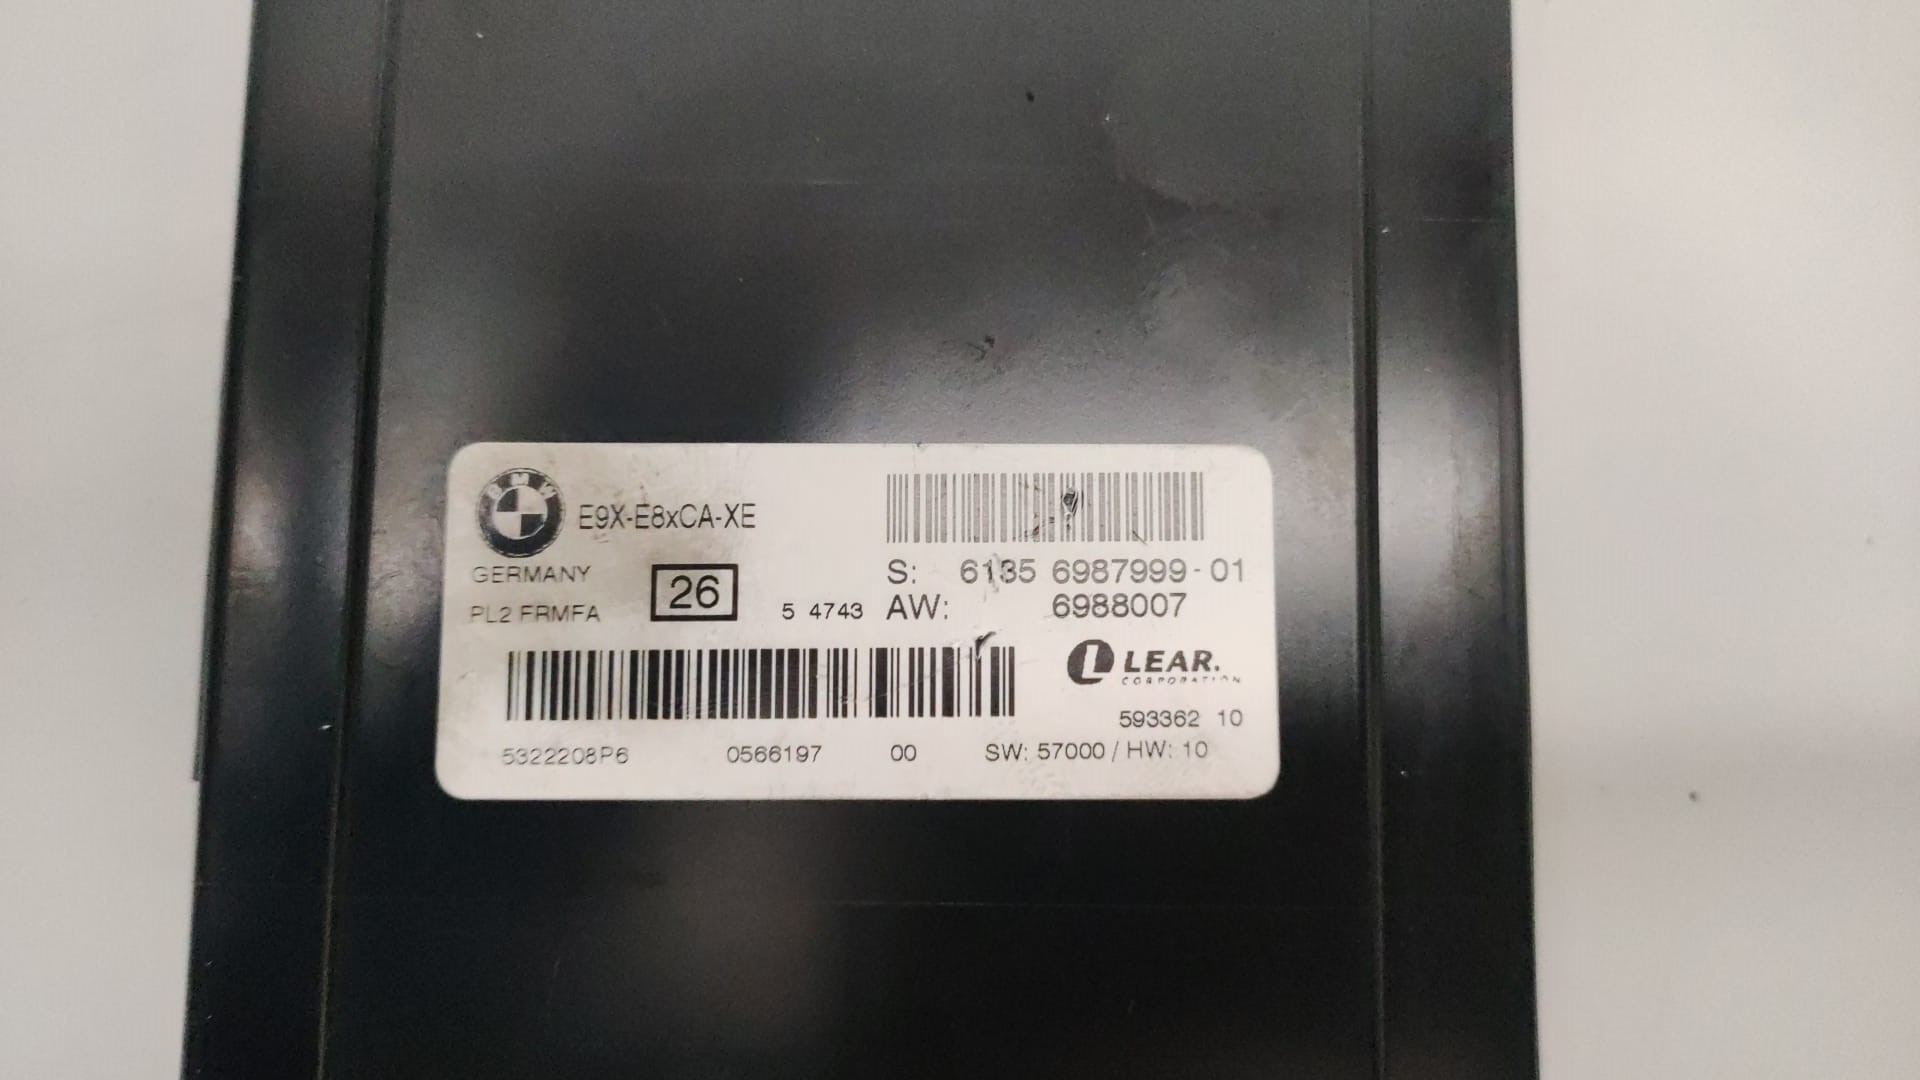 BMW
E9X-E8xCA-XE
GERMANY
PL2 FRMFA
26
5 4743
S: 6135 6987999-01
AW: 6988007
LEAR.
CORPORATION
593362 10
5322208P6 0566197 00 SW: 57000 / HW: 10